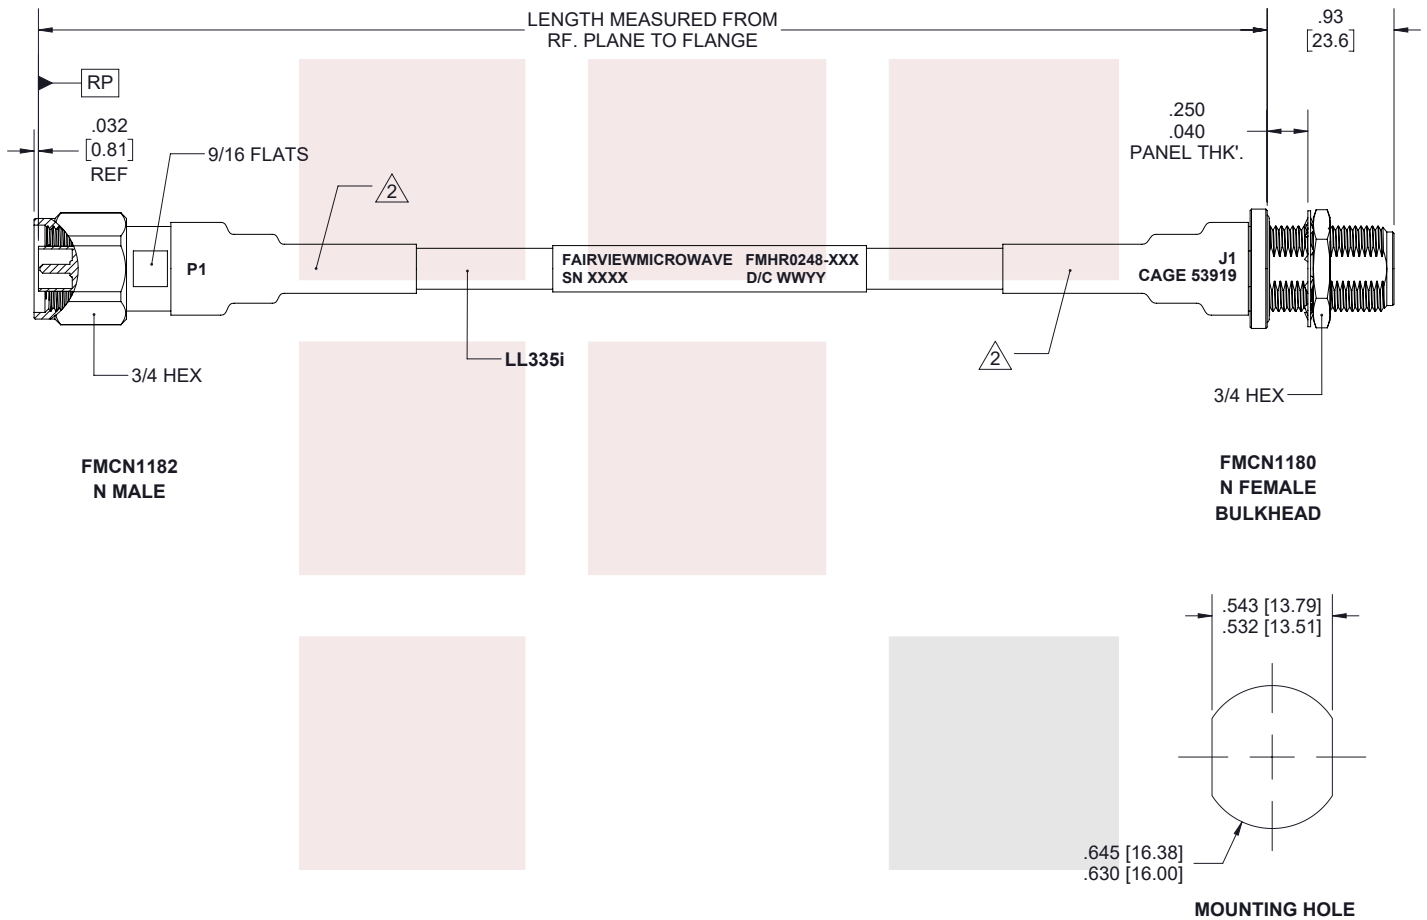 LENGTH MEASURED FROM
RF. PLANE TO FLANGE
.93
[23.6]
RP
.032
[0.81]
REF
9/16 FLATS
2
.250
.040
PANEL THK'.
P1
FAIRVIEWMICROWAVE FMHR0248-XXX
SN XXXX D/C WWYY
J1
CAGE 53919
LL335i
2
3/4 HEX
3/4 HEX
FMCN1182
N MALE
FMCN1180
N FEMALE
BULKHEAD
.543 [13.79]
.532 [13.51]
.645 [16.38]
.630 [16.00]
MOUNTING HOLE